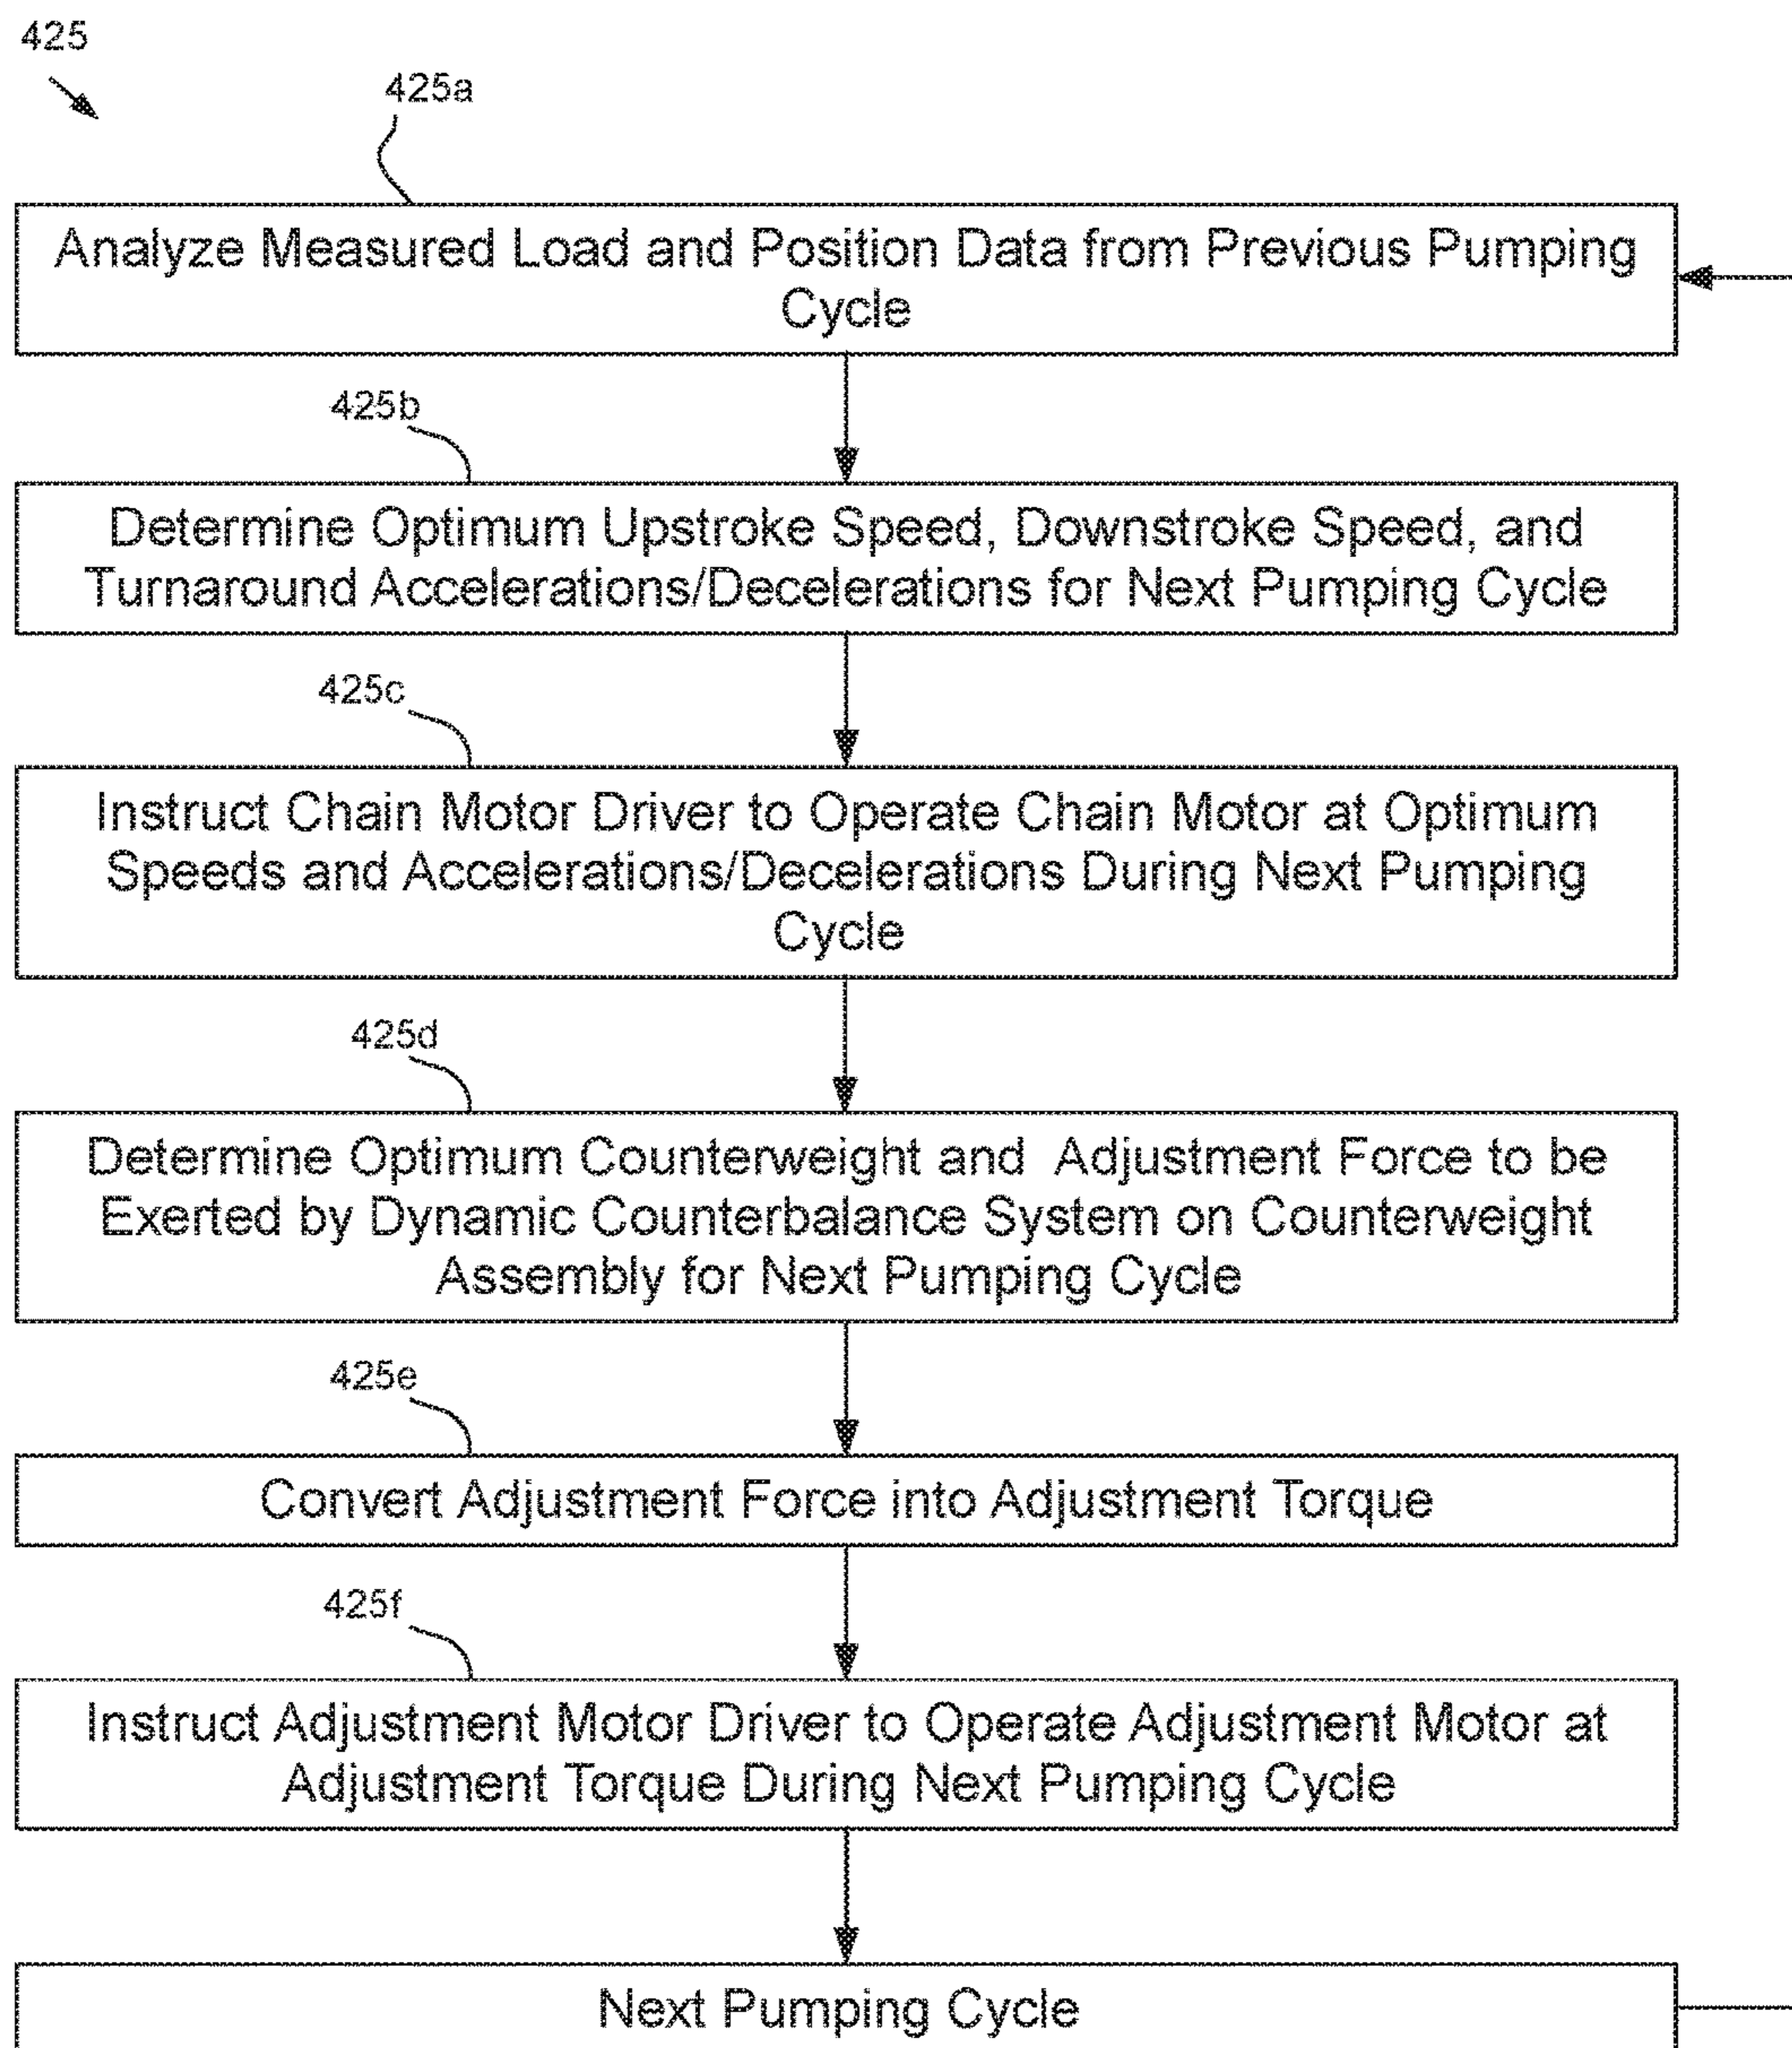 425
425a
Analyze Measured Load and Position Data from Previous Pumping
Cycle
425b
Determine Optimum Upstroke Speed, Downstroke Speed, and
Turnaround Accelerations/Decelerations for Next Pumping Cycle
425c
Instruct Chain Motor Driver to Operate Chain Motor at Optimum
Speeds and Accelerations/Decelerations During Next Pumping
Cycle
425d
Determine Optimum Counterweight and Adjustment Force to be
Exerted by Dynamic Counterbalance System on Counterweight
Assembly for Next Pumping Cycle
425e
Convert Adjustment Force into Adjustment Torque
425f
Instruct Adjustment Motor Driver to Operate Adjustment Motor at
Adjustment Torque During Next Pumping Cycle
Next Pumping Cycle